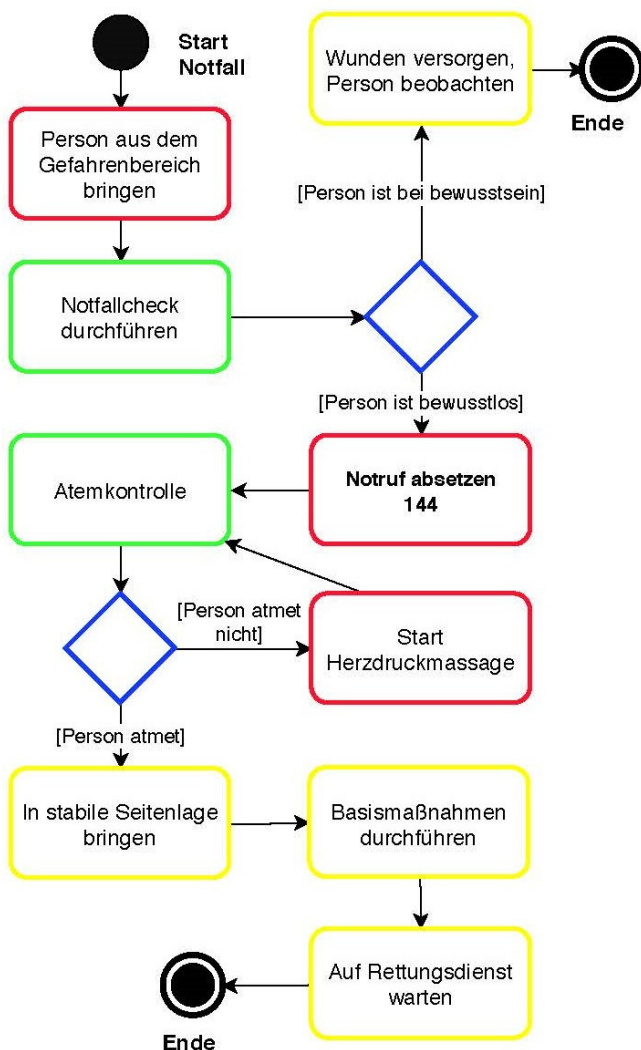 Start
Notfall
Person aus dem
Gefahrenbereich
bringen
Notfallcheck
durchführen
Wunden versorgen,
Person beobachten
Ende
[Person ist bei bewusstsein]
[Person ist bewusstlos]
Notruf absetzen
144
Atemkontrolle
[Person atmet
nicht]
Start
Herzdruckmassage
[Person atmet]
In stabile Seitenlage
bringen
Basismaßnahmen
durchführen
Auf Rettungsdienst
warten
Ende